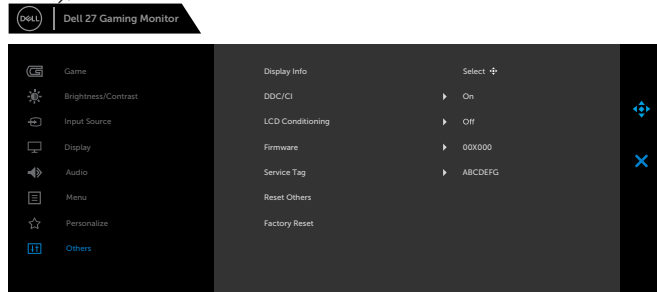 DELL
Dell 27 Gaming Monitor
Game
Display Info Select
Brightness/Contrast DDC/CI On
Input Source LCD Conditioning Off
Display Firmware 00X000
Audio Service Tag ABCDEFG
Menu Reset Others
Personalize Factory Reset
Others